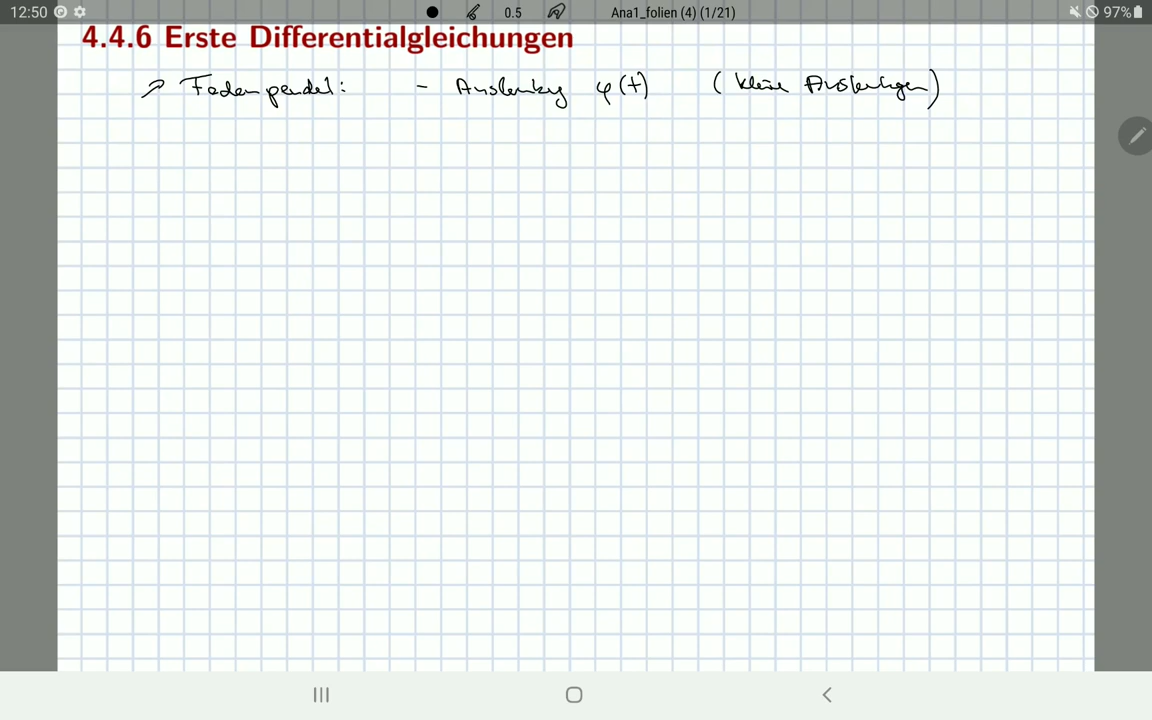 12:50 0.5 Ana1_folien (4) (1/21) 97%
4.4.6 Erste Differentialgleichungen
→ Fadenpendel: - Auslenkung φ(t) (kleine Auslenkungen)